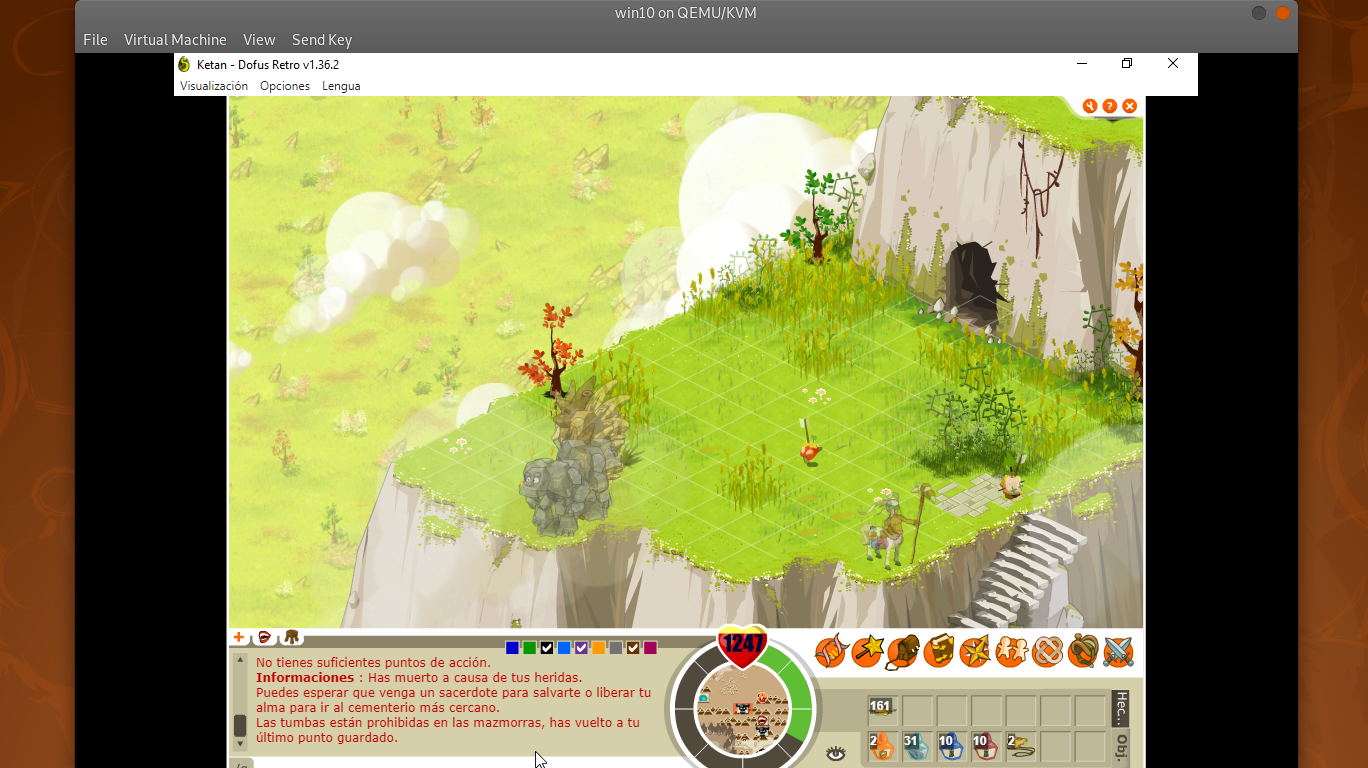 win10 on QEMU/KVM
File Virtual Machine View Send Key
Ketan - Dofus Retro v1.36.2
Visualización Opciones Lengua
?
1247
No tienes suficientes puntos de acción.
Informaciones : Has muerto a causa de tus heridas.
Puedes esperar que venga un sacerdote para salvarte o liberar tu
alma para ir al cementerio más cercano.
Las tumbas están prohibidas en las mazmorras, has vuelto a tu
último punto guardado.
161
Hec...
2 31 10 10 2
Obj.